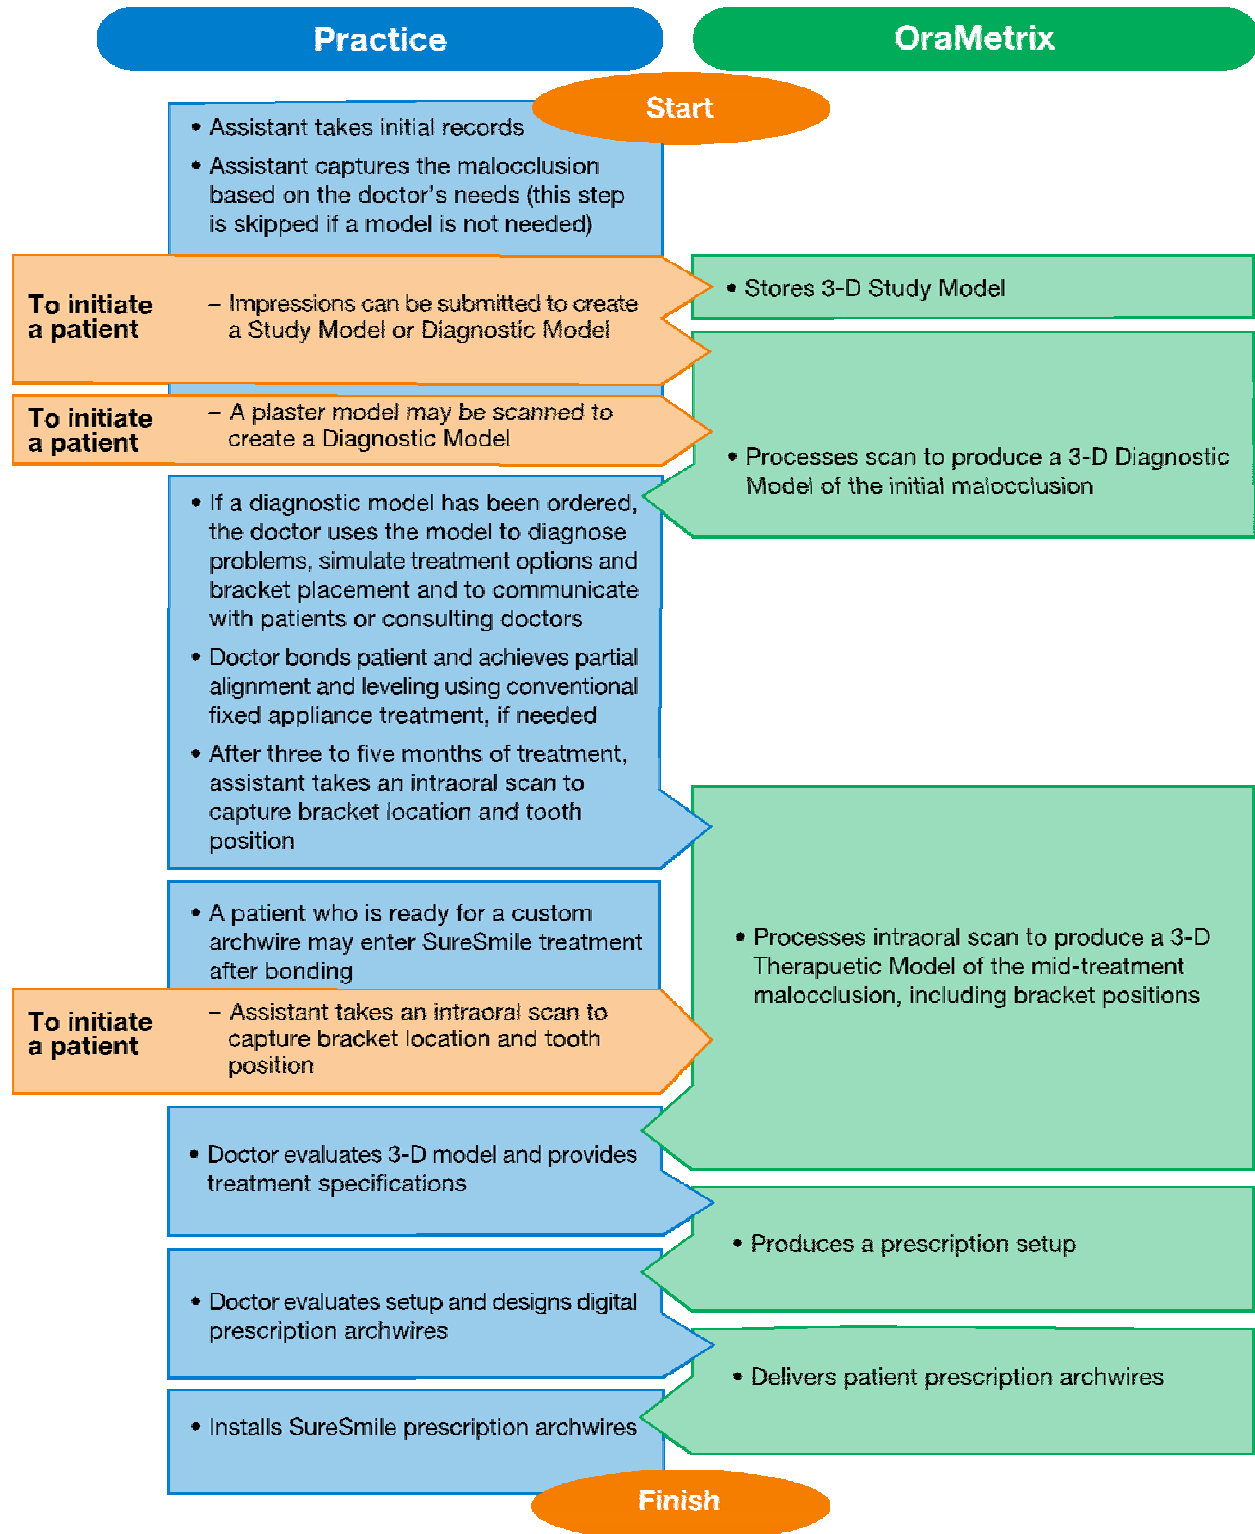 Practice
OraMetrix
Start
• Assistant takes initial records
• Assistant captures the malocclusion
based on the doctor's needs (this step
is skipped if a model is not needed)
To initiate
a patient
– Impressions can be submitted to create
a Study Model or Diagnostic Model
• Stores 3-D Study Model
To initiate
a patient
– A plaster model may be scanned to
create a Diagnostic Model
• Processes scan to produce a 3-D Diagnostic
Model of the initial malocclusion
• If a diagnostic model has been ordered,
the doctor uses the model to diagnose
problems, simulate treatment options and
bracket placement and to communicate
with patients or consulting doctors
• Doctor bonds patient and achieves partial
alignment and leveling using conventional
fixed appliance treatment, if needed
• After three to five months of treatment,
assistant takes an intraoral scan to
capture bracket location and tooth
position
• A patient who is ready for a custom
archwire may enter SureSmile treatment
after bonding
To initiate
a patient
– Assistant takes an intraoral scan to
capture bracket location and tooth
position
• Processes intraoral scan to produce a 3-D
Therapuetic Model of the mid-treatment
malocclusion, including bracket positions
• Doctor evaluates 3-D model and provides
treatment specifications
• Produces a prescription setup
• Doctor evaluates setup and designs digital
prescription archwires
• Delivers patient prescription archwires
• Installs SureSmile prescription archwires
Finish